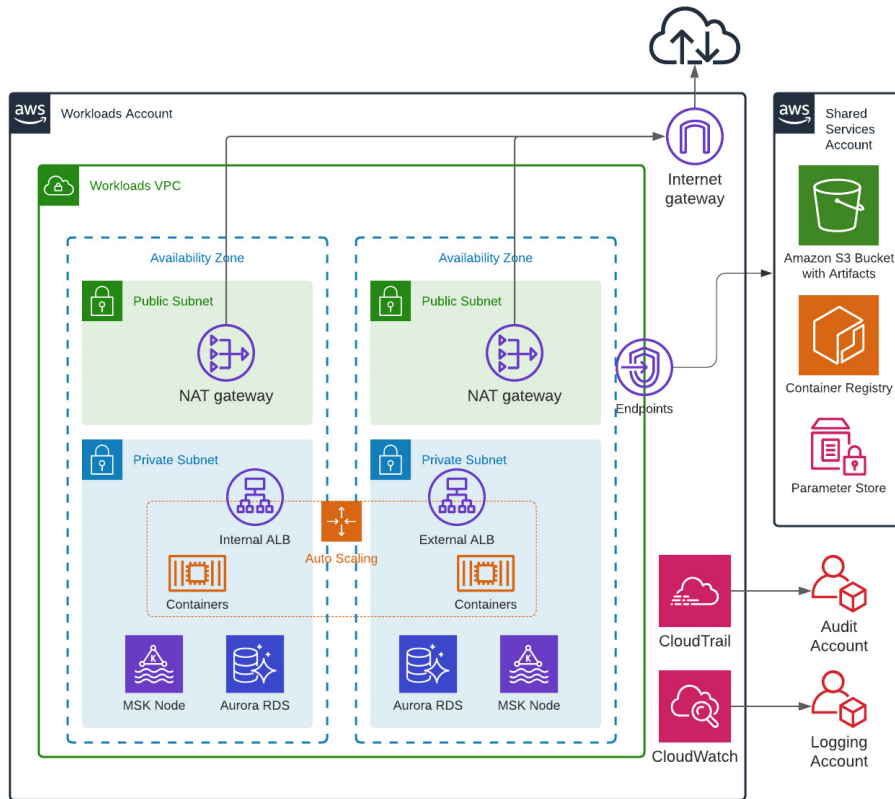 aws
Workloads Account
Internet
gateway
Workloads VPC
Availability Zone
Availability Zone
Public Subnet
Public Subnet
NAT gateway
NAT gateway
Endpoints
Private Subnet
Private Subnet
Internal ALB
External ALB
Auto Scaling
Containers
Containers
K
MSK Node
Aurora RDS
Aurora RDS
K
MSK Node
CloudTrail
CloudWatch
aws
Shared
Services
Account
Amazon S3 Bucket
with Artifacts
Container Registry
Parameter Store
Audit
Account
Logging
Account